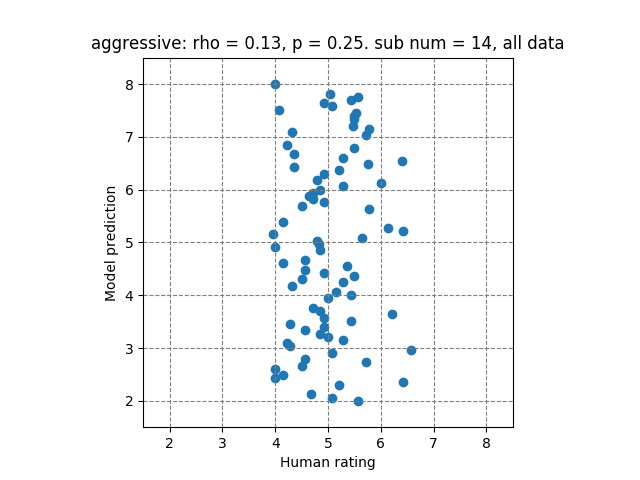 aggressive: rho = 0.13, p = 0.25. sub num = 14, all data
8
7
6
5
4
3
2
Model prediction
2 3 4 5 6 7 8
Human rating